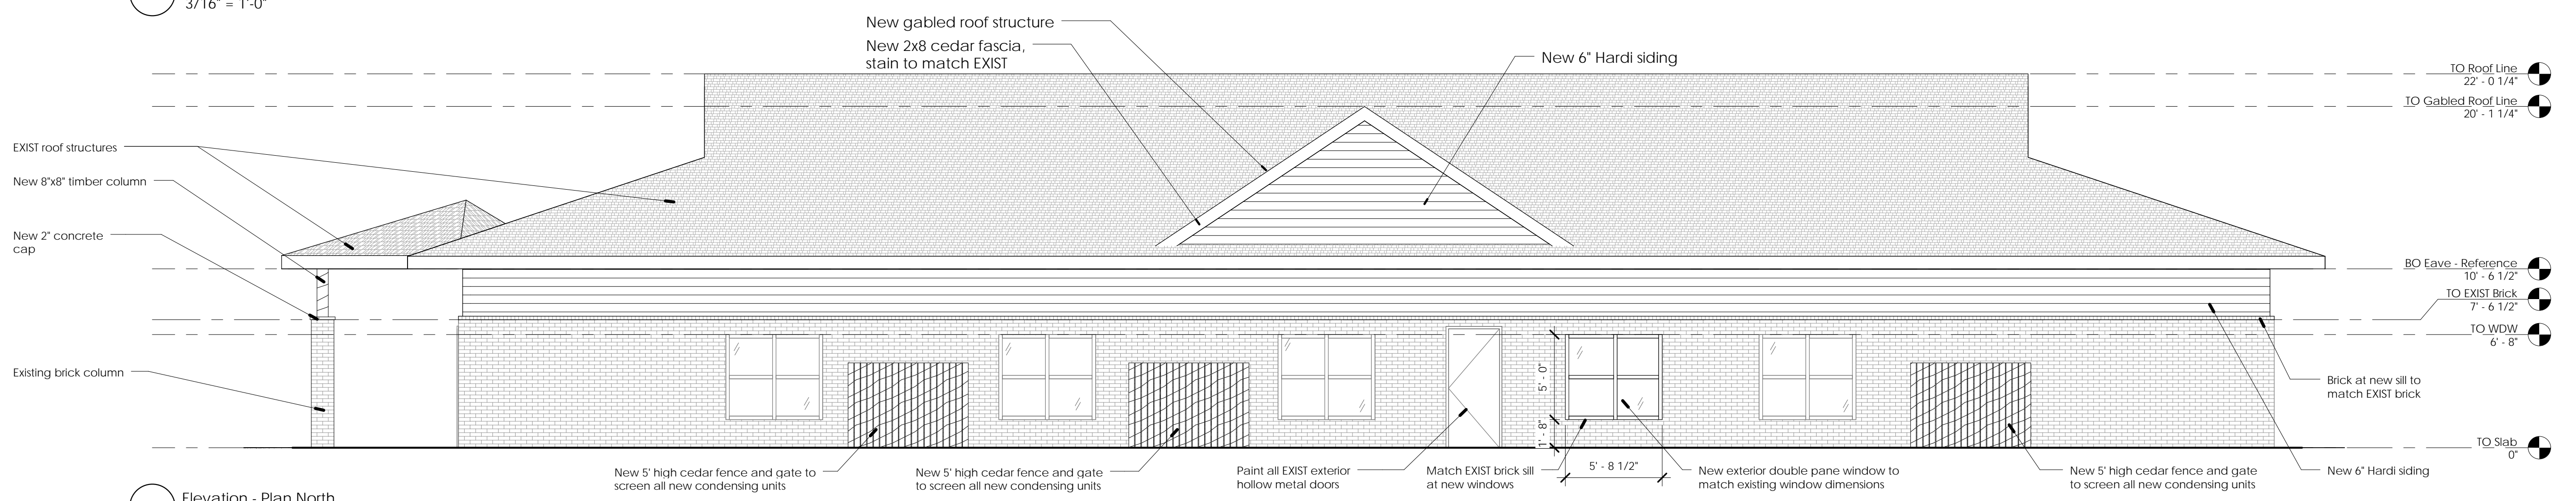 3/16" = 1'-0"
New gabled roof structure
New 2x8 cedar fascia,
stain to match EXIST
New 6" Hardi siding
TO Roof Line
22' - 0 1/4"
TO Gabled Roof Line
20' - 1 1/4"
EXIST roof structures
New 8"x8" timber column
New 2" concrete
cap
BO Eave - Reference
10' - 6 1/2"
TO EXIST Brick
7' - 6 1/2"
TO WDW
6' - 8"
Existing brick column
5' - 0"
1' - 8"
Brick at new sill to
match EXIST brick
TO Slab
0"
New 5' high cedar fence and gate to
screen all new condensing units
New 5' high cedar fence and gate
to screen all new condensing units
Paint all EXIST exterior
hollow metal doors
Match EXIST brick sill
at new windows
5' - 8 1/2"
New exterior double pane window to
match existing window dimensions
New 5' high cedar fence and gate
to screen all new condensing units
New 6" Hardi siding
Elevation - Plan North